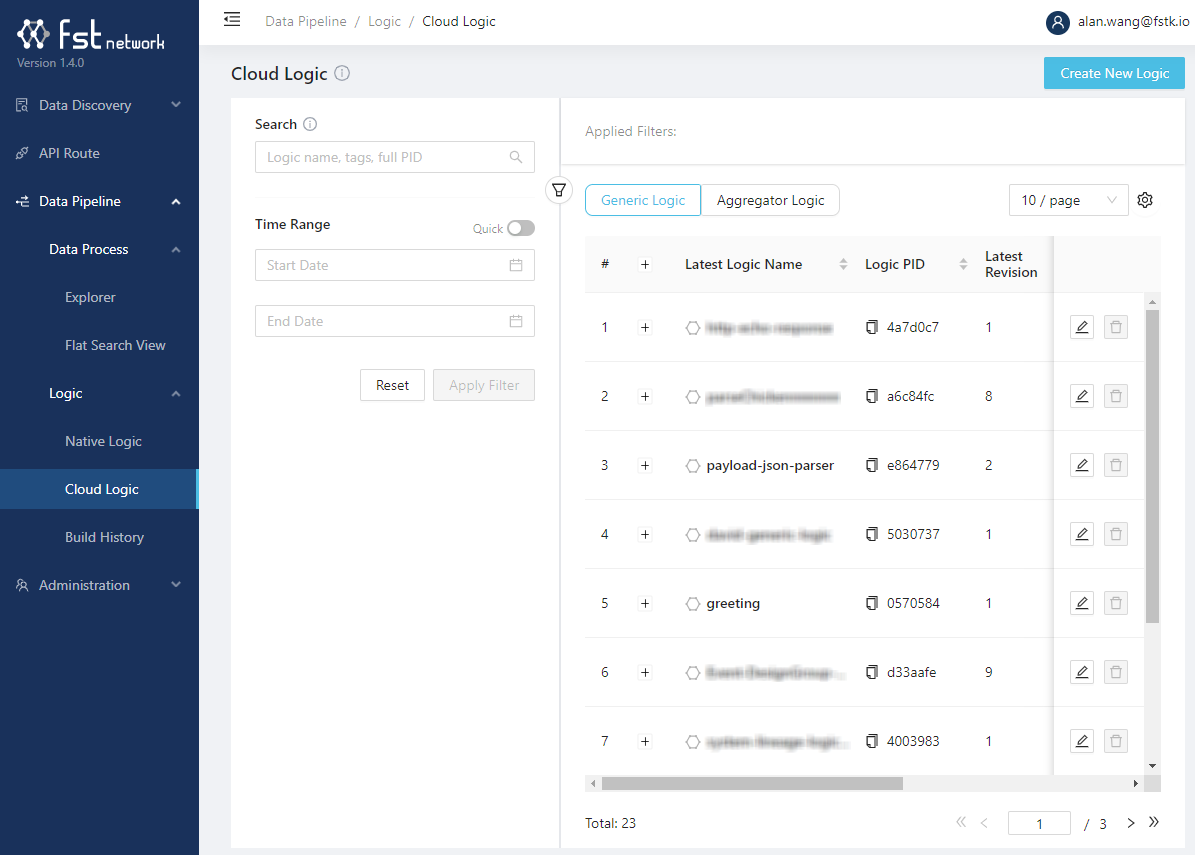 fst network
Version 1.4.0
Data Discovery
API Route
Data Pipeline
Data Process
Explorer
Flat Search View
Logic
Native Logic
Cloud Logic
Build History
Administration
Data Pipeline / Logic / Cloud Logic
alan.wang@fstk.io
Cloud Logic
Create New Logic
Search
Logic name, tags, full PID
Time Range
Quick
Start Date
End Date
Reset
Apply Filter
Applied Filters:
Generic Logic
Aggregator Logic
10 / page
# + Latest Logic Name Logic PID Latest Revision
1 + 4a7d0c7 1
2 + a6c84fc 8
3 + payload-json-parser e864779 2
4 + 5030737 1
5 + greeting 0570584 1
6 + d33aafe 9
7 + 4003983 1
Total: 23
1 / 3